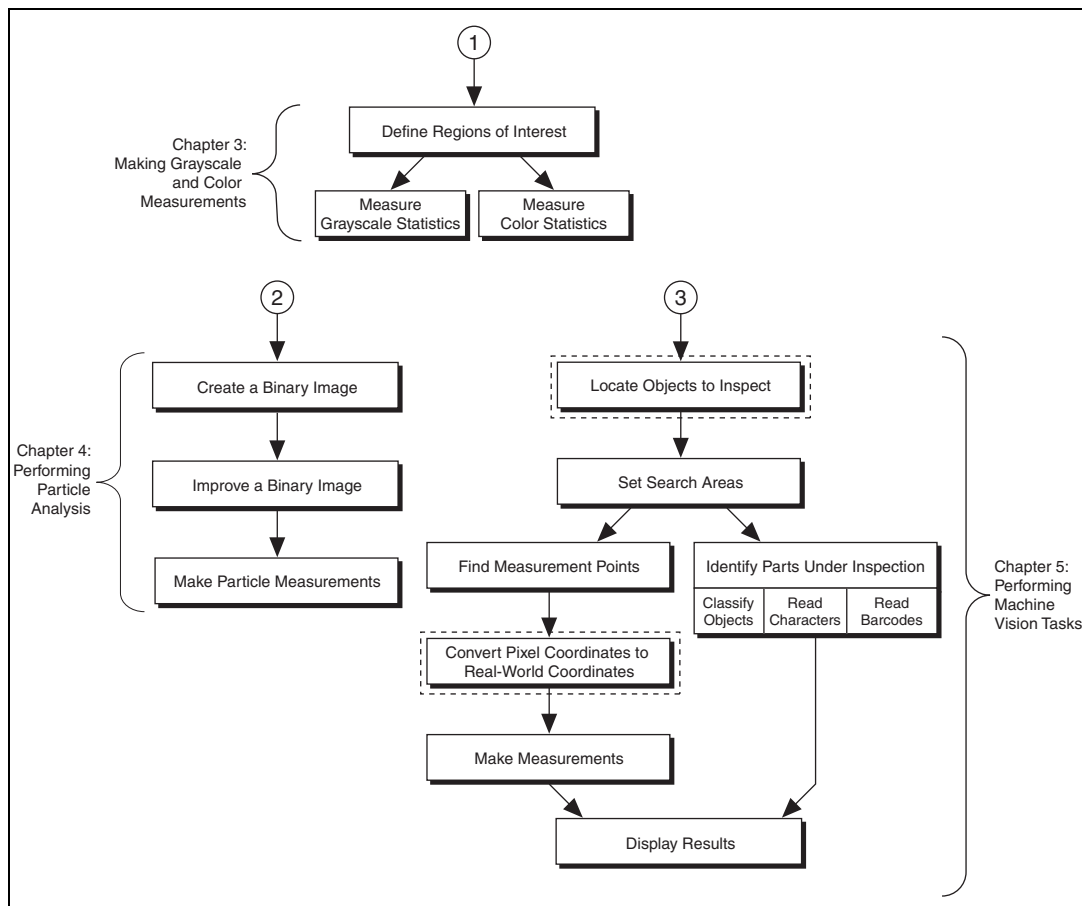 1
Define Regions of Interest
Chapter 3:
Making Grayscale
and Color
Measurements
Measure
Grayscale Statistics
Measure
Color Statistics
2
Create a Binary Image
Chapter 4:
Performing
Particle
Analysis
Improve a Binary Image
Make Particle Measurements
3
Locate Objects to Inspect
Set Search Areas
Find Measurement Points
Identify Parts Under Inspection
Classify
Objects
Read
Characters
Read
Barcodes
Chapter 5:
Performing
Machine
Vision Tasks
Convert Pixel Coordinates to
Real-World Coordinates
Make Measurements
Display Results